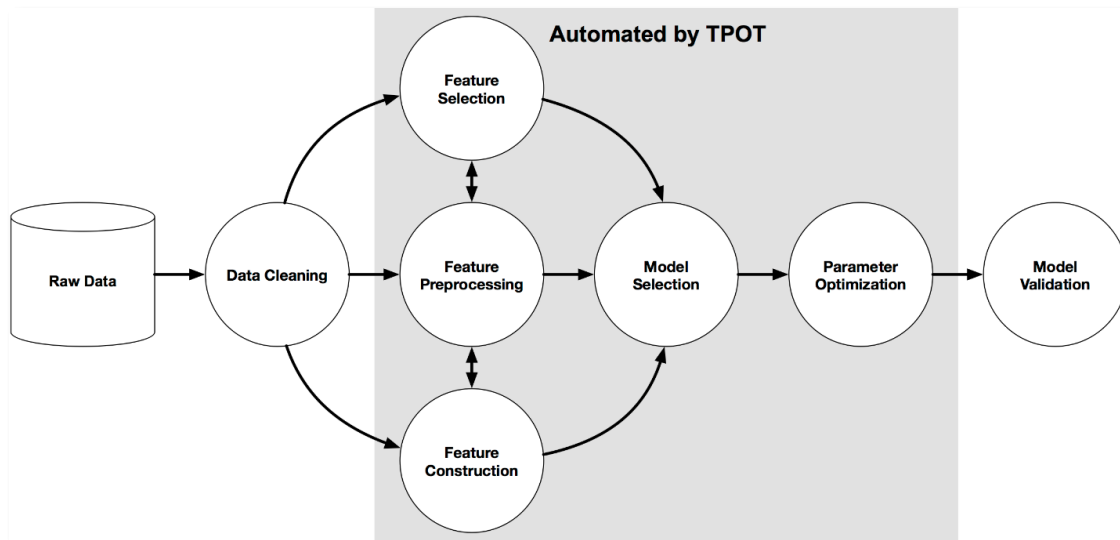 Automated by TPOT
Feature
Selection
Raw Data
Data Cleaning
Feature
Preprocessing
Model
Selection
Parameter
Optimization
Model
Validation
Feature
Construction